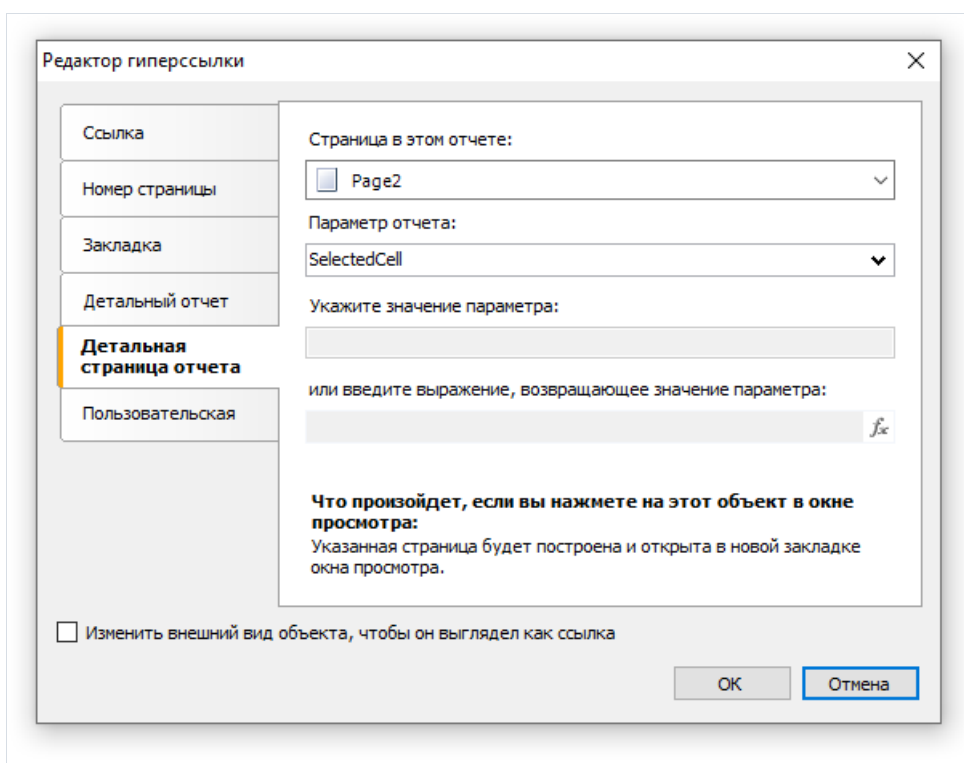 Редактор гиперссылки
Ссылка
Номер страницы
Закладка
Детальный отчет
Детальная
страница отчета
Пользовательская
Страница в этом отчете:
Page2
Параметр отчета:
SelectedCell
Укажите значение параметра:
или введите выражение, возвращающее значение параметра:
fx
Что произойдет, если вы нажмете на этот объект в окне
просмотра:
Указанная страница будет построена и открыта в новой закладке
окна просмотра.
Изменить внешний вид объекта, чтобы он выглядел как ссылка
OK
Отмена